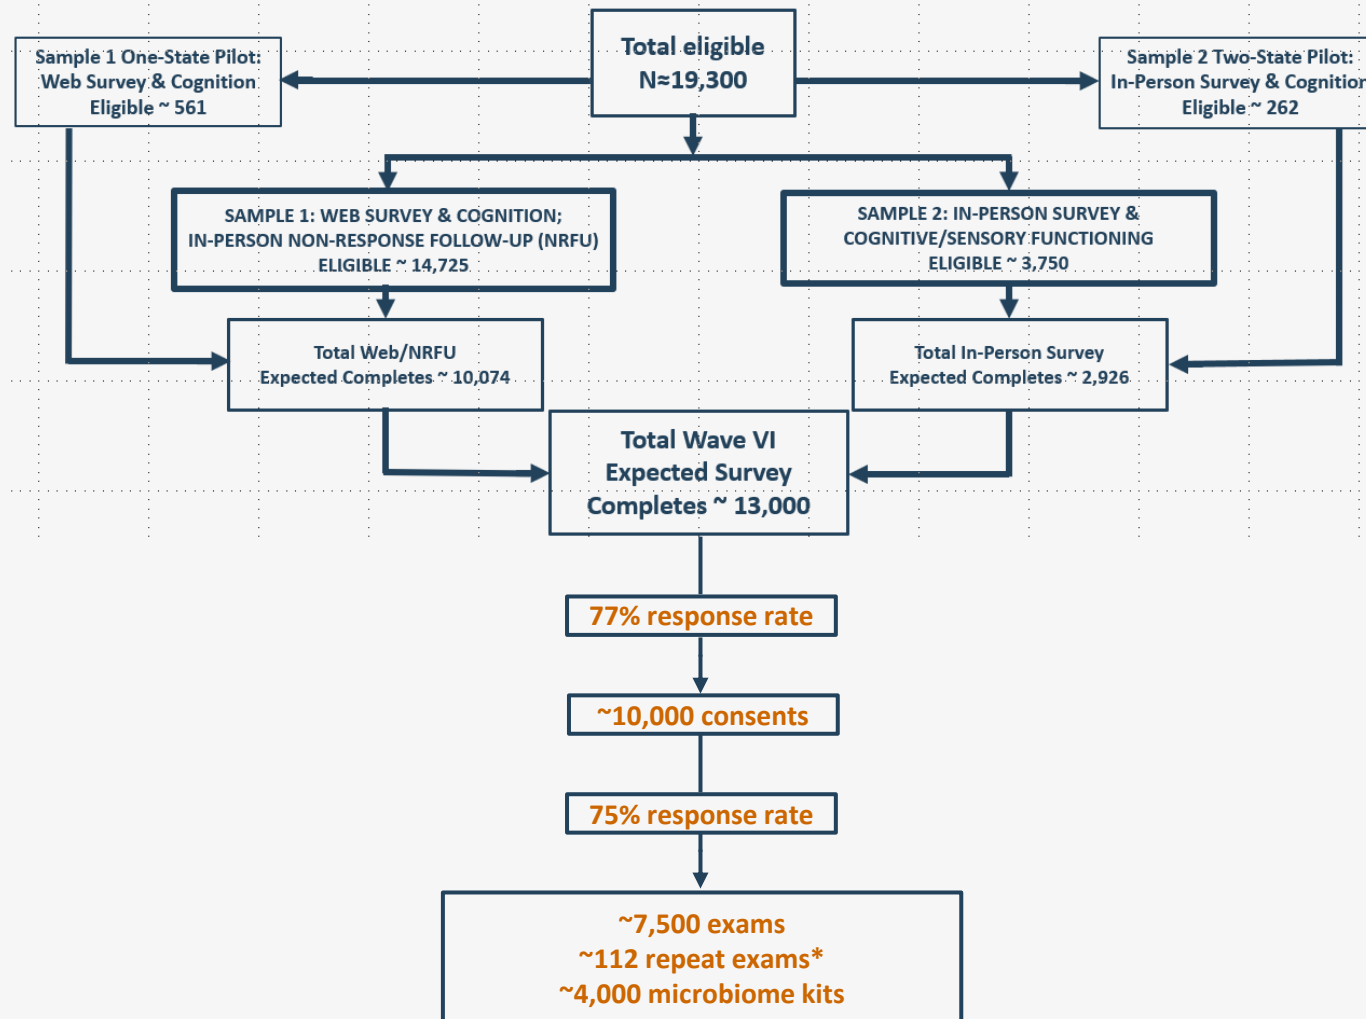 Total eligible
N≈19,300
Sample 1 One-State Pilot:
Web Survey & Cognition
Eligible ~ 561
Sample 2 Two-State Pilot:
In-Person Survey & Cognition
Eligible ~ 262
SAMPLE 1: WEB SURVEY & COGNITION;
IN-PERSON NON-RESPONSE FOLLOW-UP (NRFU)
ELIGIBLE ~ 14,725
SAMPLE 2: IN-PERSON SURVEY &
COGNITIVE/SENSORY FUNCTIONING
ELIGIBLE ~ 3,750
Total Web/NRFU
Expected Completes ~ 10,074
Total In-Person Survey
Expected Completes ~ 2,926
Total Wave VI
Expected Survey
Completes ~ 13,000
77% response rate
~10,000 consents
75% response rate
~7,500 exams
~112 repeat exams*
~4,000 microbiome kits